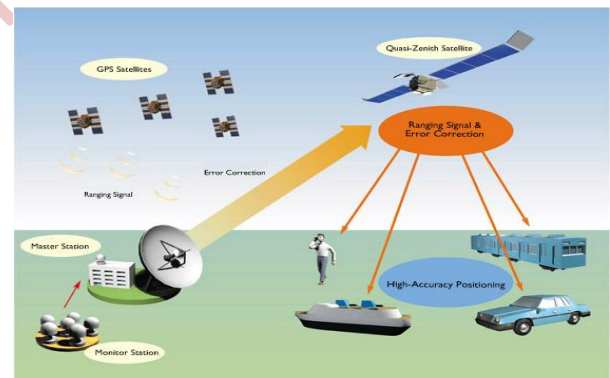 Quasi-Zenith Satellite
GPS Satellites
Ranging Signal &
Error Correction
Error Correction
Ranging Signal
Master Station
High-Accuracy Positioning
Monitor Station